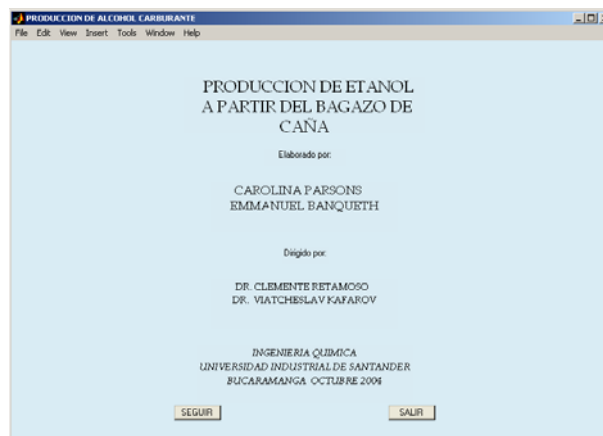 PRODUCCION DE ALCOHOL CARBURANTE
File Edit View Insert Tools Window Help
PRODUCCION DE ETANOL
A PARTIR DEL BAGAZO DE
CAÑA
Elaborado por:
CAROLINA PARSONS
EMMANUEL BANQUETH
Dirigido por:
DR. CLEMENTE RETAMOSO
DR. VIATCHESLAV KAFAROV
INGENIERIA QUIMICA
UNIVERSIDAD INDUSTRIAL DE SANTANDER
BUCARAMANGA OCTUBRE 2004
SEGUIR SALIR